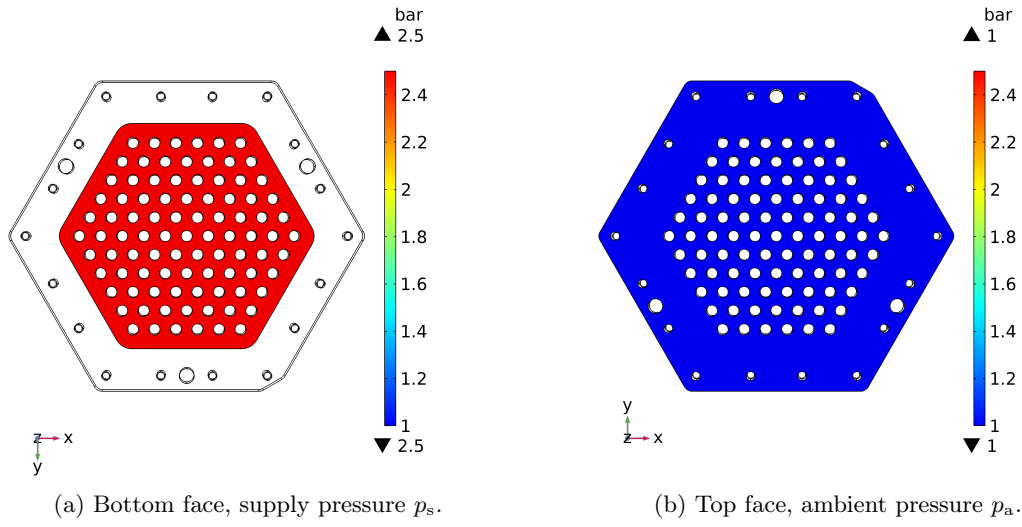 bar
▲ 2.5
2.4
2.2
2
1.8
1.6
1.4
1.2
1
▼ 2.5
z x
y
(a) Bottom face, supply pressure pₛ.
bar
▲ 1
2.4
2.2
2
1.8
1.6
1.4
1.2
1
▼ 1
y
z x
(b) Top face, ambient pressure pₐ.